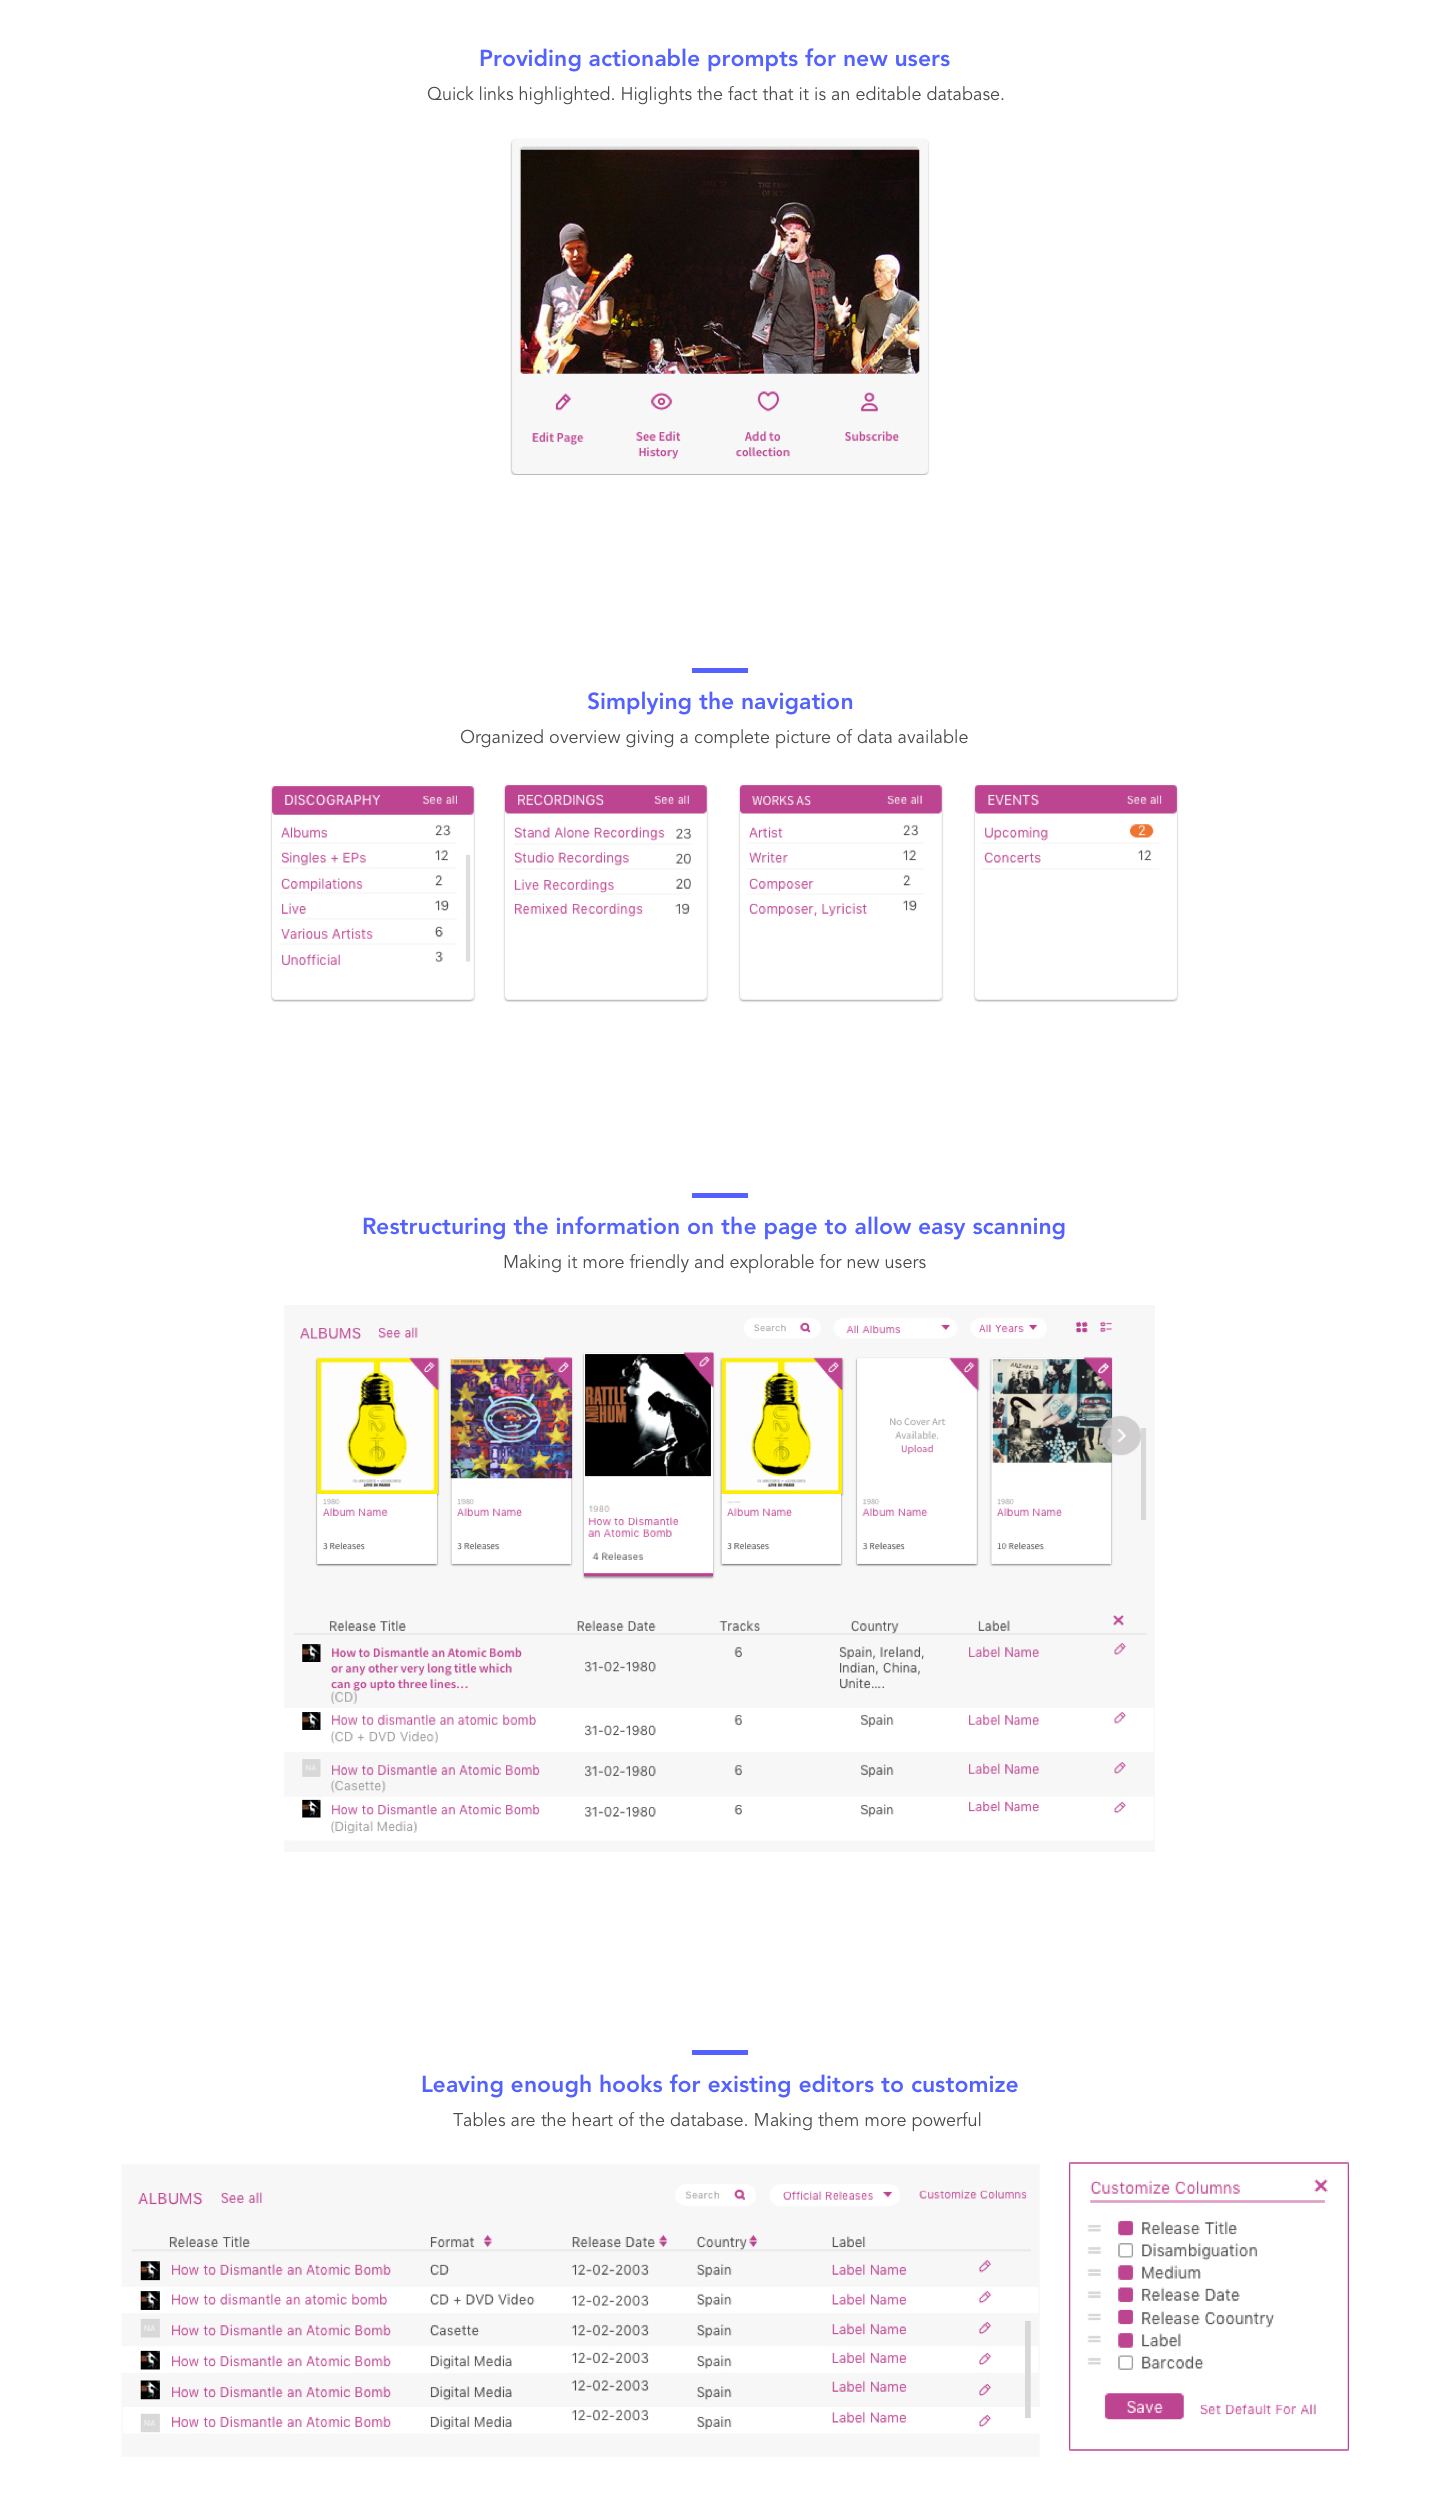 Providing actionable prompts for new users
Quick links highlighted. Higlights the fact that it is an editable database.
Edit Page
See Edit
History
Add to
collection
Subscribe
Simplying the navigation
Organized overview giving a complete picture of data available
DISCOGRAPHY See all
Albums 23
Singles + EPs 12
Compilations 2
Live 19
Various Artists 6
Unofficial 3
RECORDINGS See all
Stand Alone Recordings 23
Studio Recordings 20
Live Recordings 20
Remixed Recordings 19
WORKS AS See all
Artist 23
Writer 12
Composer 2
Composer, Lyricist 19
EVENTS See all
Upcoming 2
Concerts 12
Restructuring the information on the page to allow easy scanning
Making it more friendly and explorable for new users
ALBUMS See all Search All Albums All Years
RATTLE
AND
HUM
No Cover Art
Available.
Upload
1980
Album Name
3 Releases
1980
Album Name
3 Releases
1980
How to Dismantle
an Atomic Bomb
4 Releases
Album Name
3 Releases
1980
Album Name
3 Releases
1980
Album Name
10 Releases
Release Title Release Date Tracks Country Label
How to Dismantle an Atomic Bomb
or any other very long title which
can go upto three lines...
(CD)
31-02-1980 6
Spain, Ireland,
Indian, China,
Unite....
Label Name
How to dismantle an atomic bomb
(CD + DVD Video)
31-02-1980 6 Spain Label Name
NA
How to Dismantle an Atomic Bomb
(Casette)
31-02-1980 6 Spain Label Name
How to Dismantle an Atomic Bomb
(Digital Media)
31-02-1980 6 Spain Label Name
Leaving enough hooks for existing editors to customize
Tables are the heart of the database. Making them more powerful
ALBUMS See all Search Official Releases Customize Columns
Release Title Format Release Date Country Label
How to Dismantle an Atomic Bomb CD 12-02-2003 Spain Label Name
How to dismantle an atomic bomb CD + DVD Video 12-02-2003 Spain Label Name
NA How to Dismantle an Atomic Bomb Casette 12-02-2003 Spain Label Name
How to Dismantle an Atomic Bomb Digital Media 12-02-2003 Spain Label Name
How to Dismantle an Atomic Bomb Digital Media 12-02-2003 Spain Label Name
NA How to Dismantle an Atomic Bomb Digital Media 12-02-2003 Spain Label Name
Customize Columns
Release Title
Disambiguation
Medium
Release Date
Release Coountry
Label
Barcode
Save Set Default For All